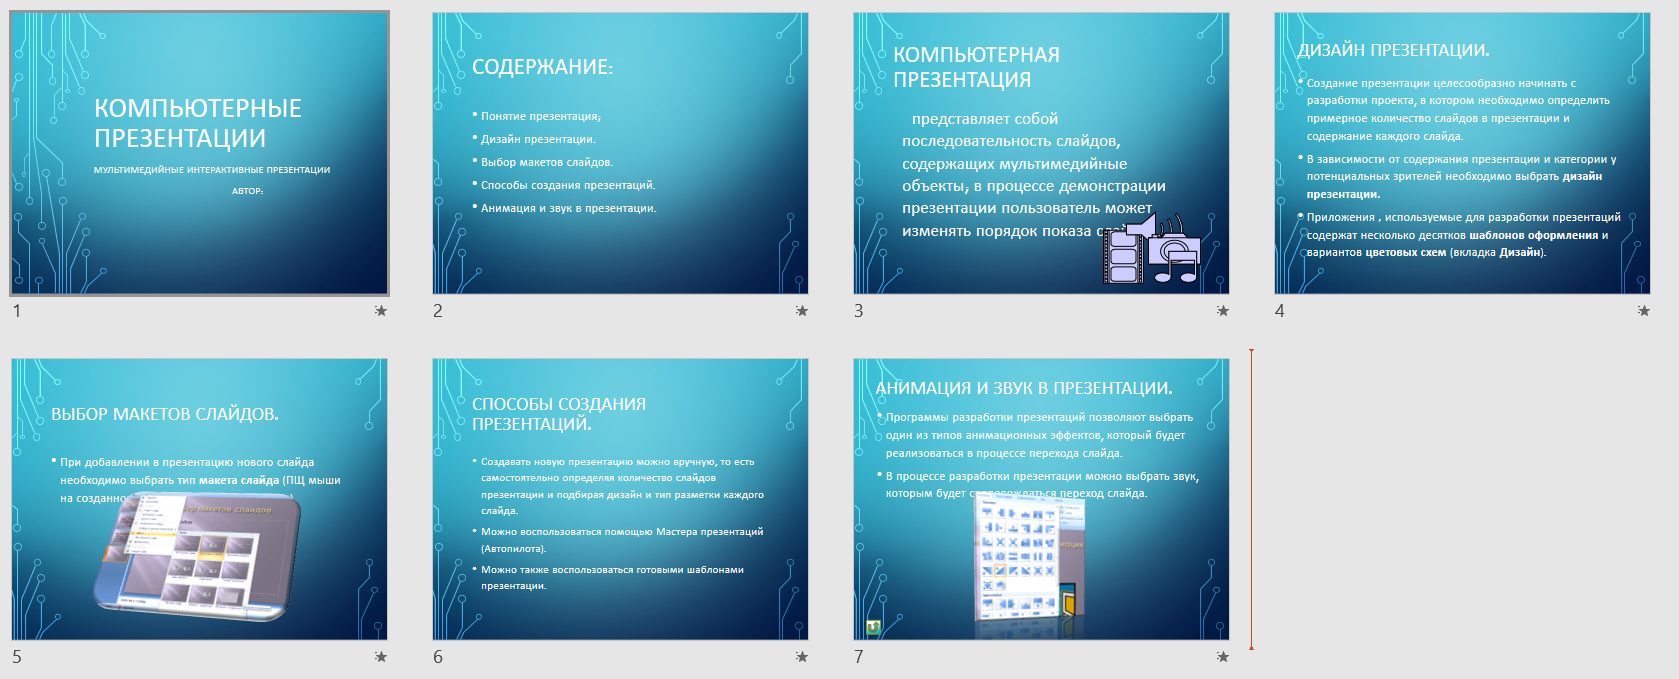 КОМПЬЮТЕРНЫЕ
ПРЕЗЕНТАЦИИ
МУЛЬТИМЕДИЙНЫЕ ИНТЕРАКТИВНЫЕ ПРЕЗЕНТАЦИИ
АВТОР:
1
СОДЕРЖАНИЕ:
• Понятие презентация;
• Дизайн презентации.
• Выбор макетов слайдов.
• Способы создания презентаций.
• Анимация и звук в презентации.
2
КОМПЬЮТЕРНАЯ
ПРЕЗЕНТАЦИЯ
представляет собой
последовательность слайдов,
содержащих мультимедийные
объекты, в процессе демонстрации
презентации пользователь может
изменять порядок показа
3
ДИЗАЙН ПРЕЗЕНТАЦИИ.
• Создание презентации целесообразно начинать с
разработки проекта, в котором необходимо определить
примерное количество слайдов в презентации и
содержание каждого слайда.
• В зависимости от содержания презентации и категории у
потенциальных зрителей необходимо выбрать дизайн
презентации.
• Приложения , используемые для разработки презентаций
содержат несколько десятков шаблонов оформления и
вариантов цветовых схем (вкладка Дизайн).
4
ВЫБОР МАКЕТОВ СЛАЙДОВ.
• При добавлении в презентацию нового слайда
необходимо выбрать тип макета слайда (ПЩ мыши
на
бор макетов слайдов.
5
СПОСОБЫ СОЗДАНИЯ
ПРЕЗЕНТАЦИЙ.
• Создавать новую презентацию можно вручную, то есть
самостоятельно определяя количество слайдов
презентации и подбирая дизайн и тип разметки каждого
слайда.
• Можно воспользоваться помощью Мастера презентаций
(Автопилота).
• Можно также воспользоваться готовыми шаблонами
презентации.
6
АНИМАЦИЯ И ЗВУК В ПРЕЗЕНТАЦИИ.
• Программы разработки презентаций позволяют выбрать
один из типов анимационных эффектов, который будет
реализоваться в процессе перехода слайда.
• В процессе разработки презентации можно выбрать звук,
которым будет сопровождаться переход слайда.
7